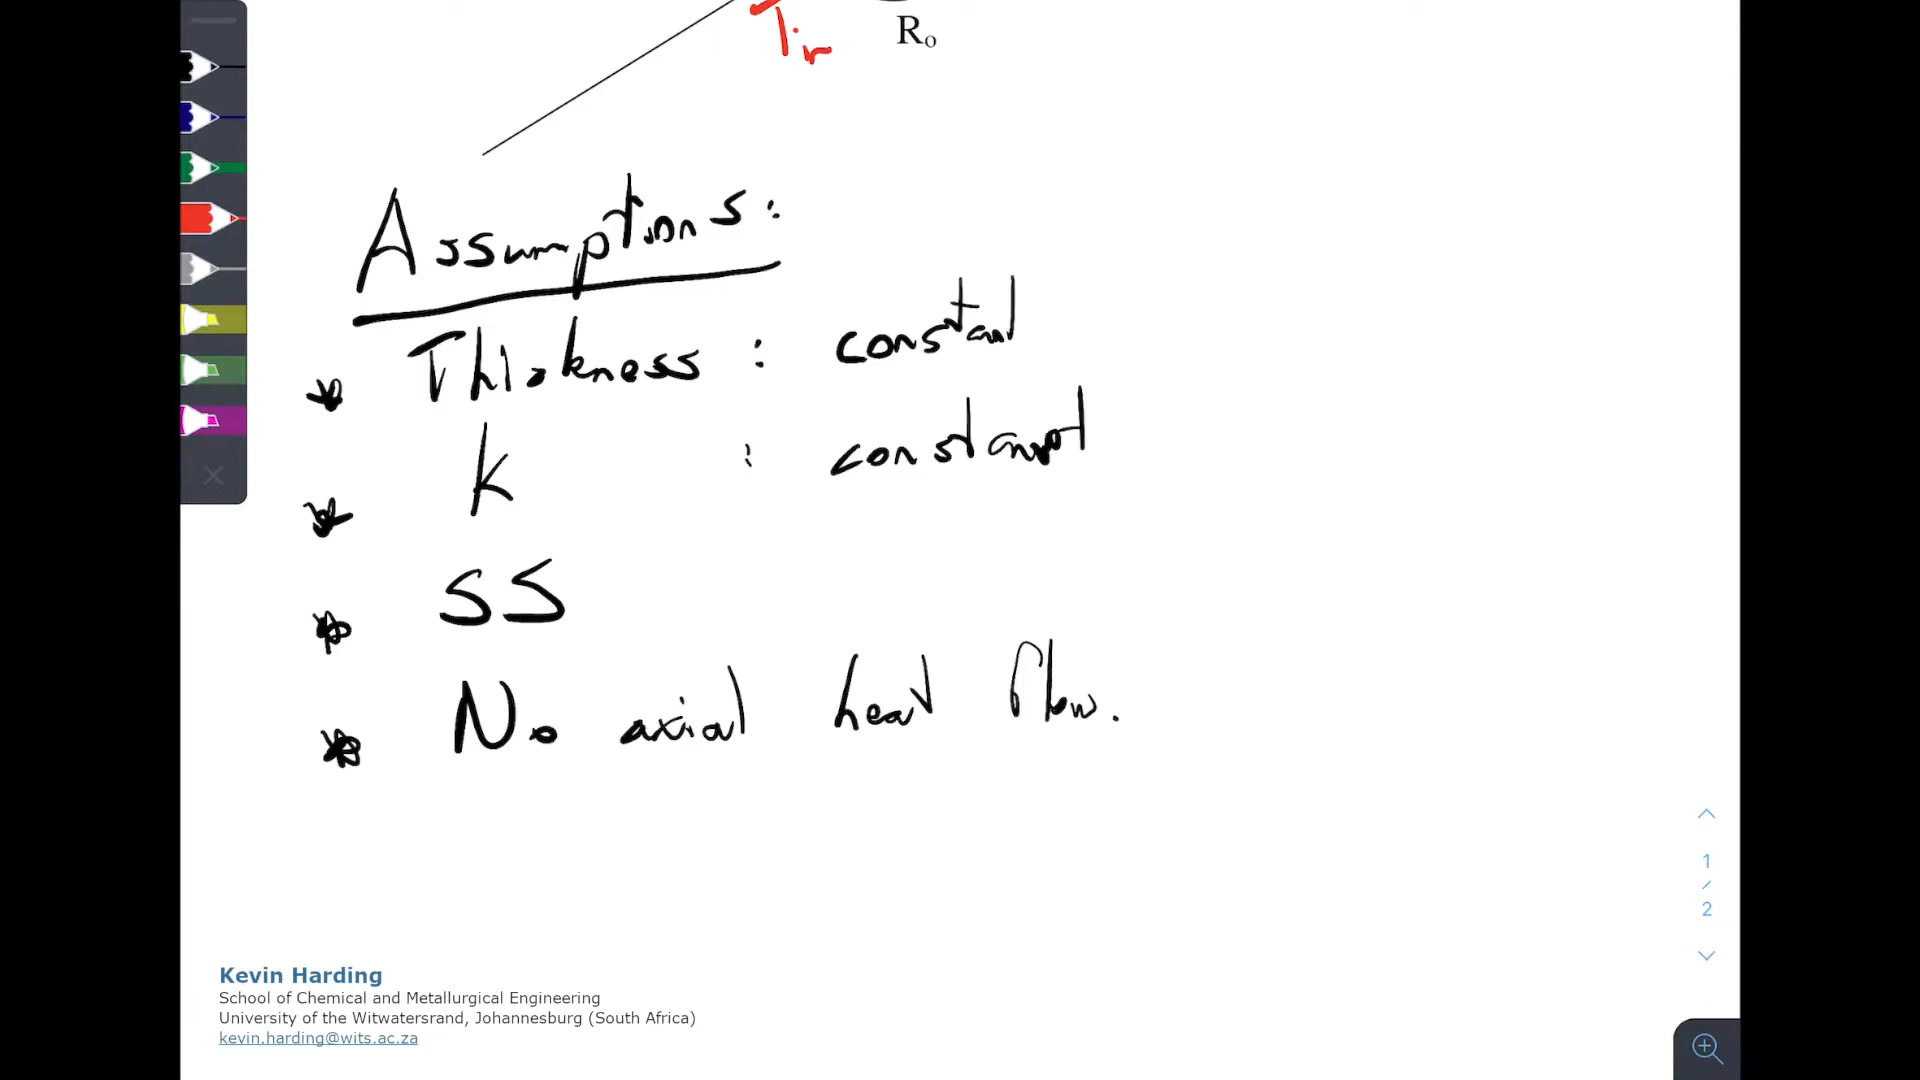 Tir
Ro
Assumptions:
Thickness : constant
k : constant
SS
No axial heat flow.
1
/
2
Kevin Harding
School of Chemical and Metallurgical Engineering
University of the Witwatersrand, Johannesburg (South Africa)
kevin.harding@wits.ac.za